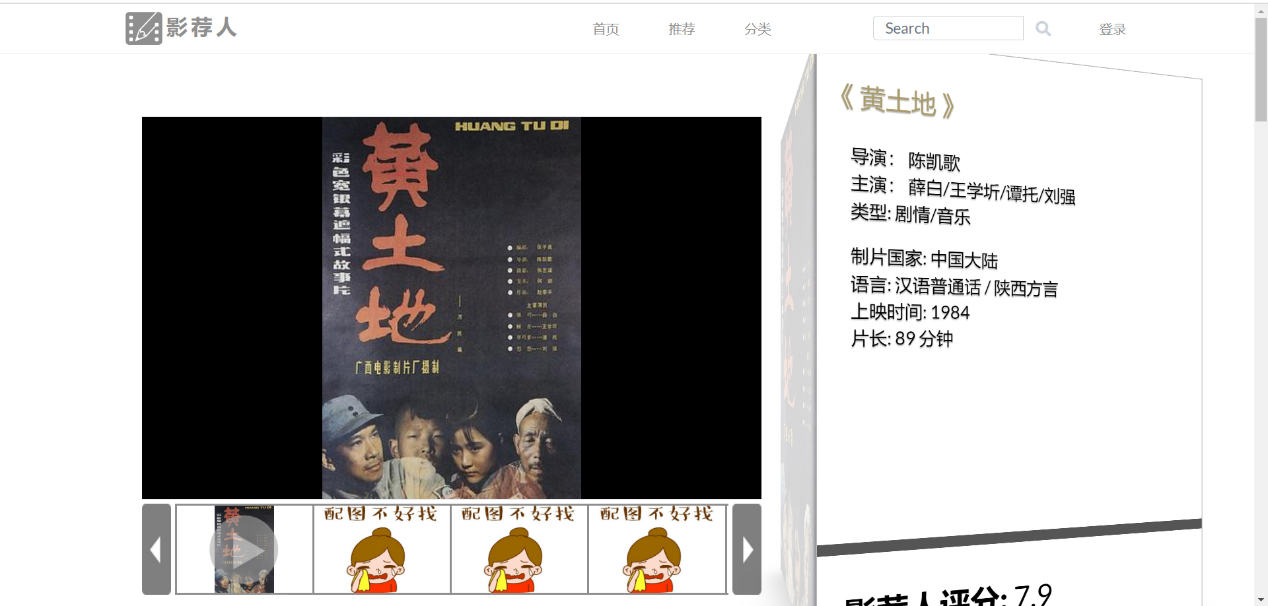 影荐人
首页
推荐
分类
Search
登录
HUANG TU DI
黄土地
彩色宽银幕遮幅式故事片
广西电影制片厂摄制
《 黄土地 》
导演： 陈凯歌
主演： 薛白/王学圻/谭托/刘强
类型: 剧情/音乐
制片国家: 中国大陆
语言: 汉语普通话 / 陕西方言
上映时间: 1984
片长: 89 分钟
配图不好找
配图不好找
配图不好找
影荐人评分: 7.9